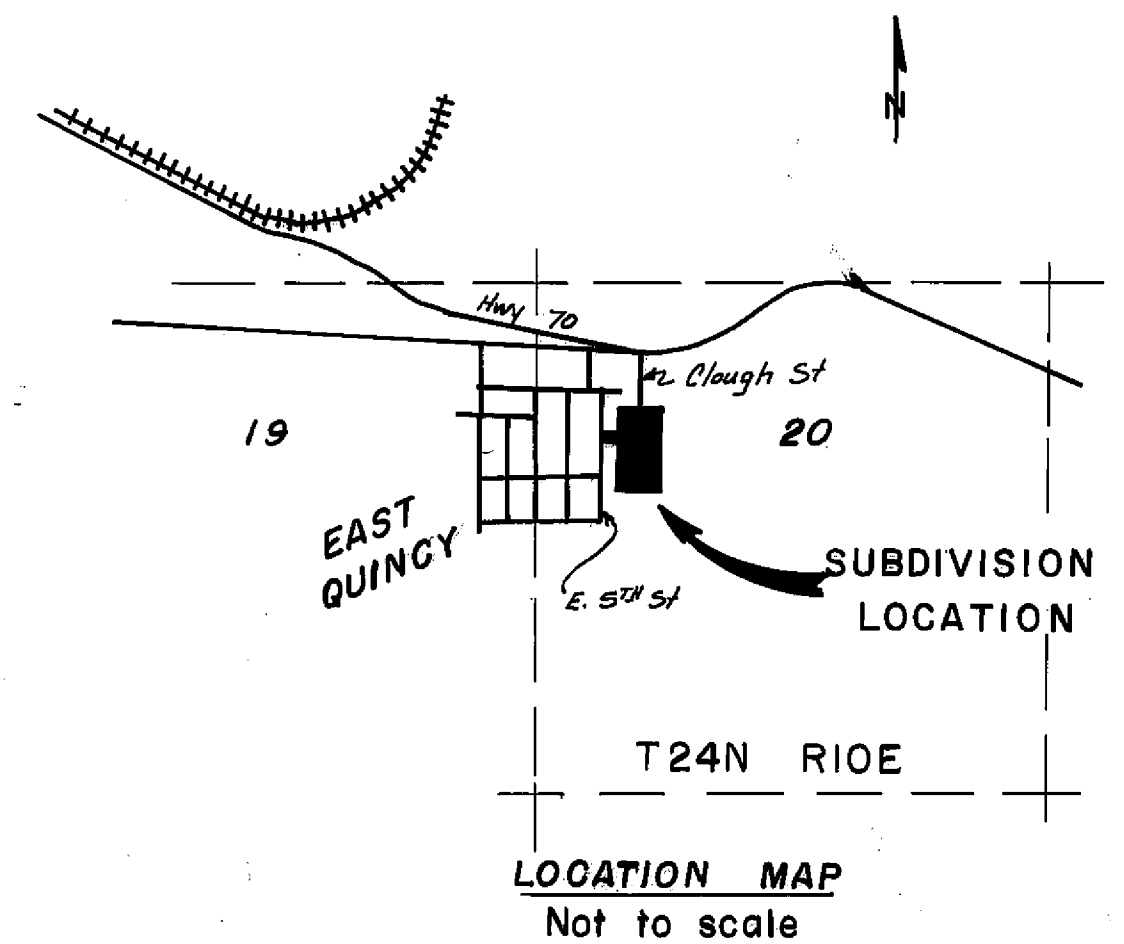 N
Hwy 70
Clough St
19
20
EAST
QUINCY
E. 5TH St
SUBDIVISION
LOCATION
T24N R10E
LOCATION MAP
Not to scale